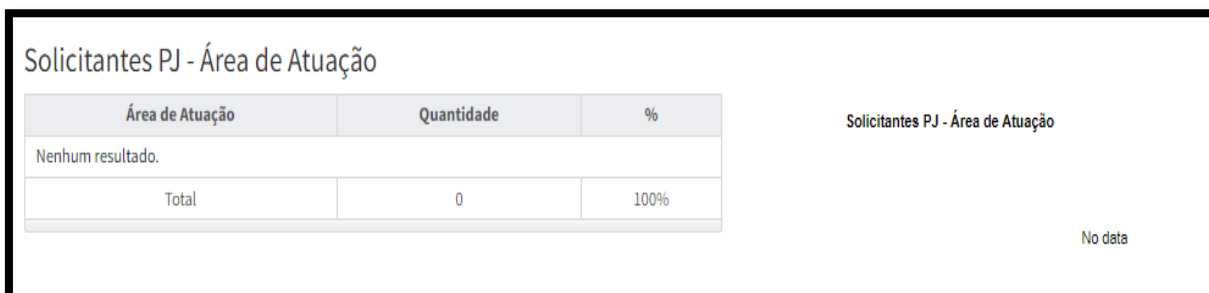 Solicitantes PJ - Área de Atuação
Área de Atuação Quantidade %
Nenhum resultado.
Total 0 100%
Solicitantes PJ - Área de Atuação
No data